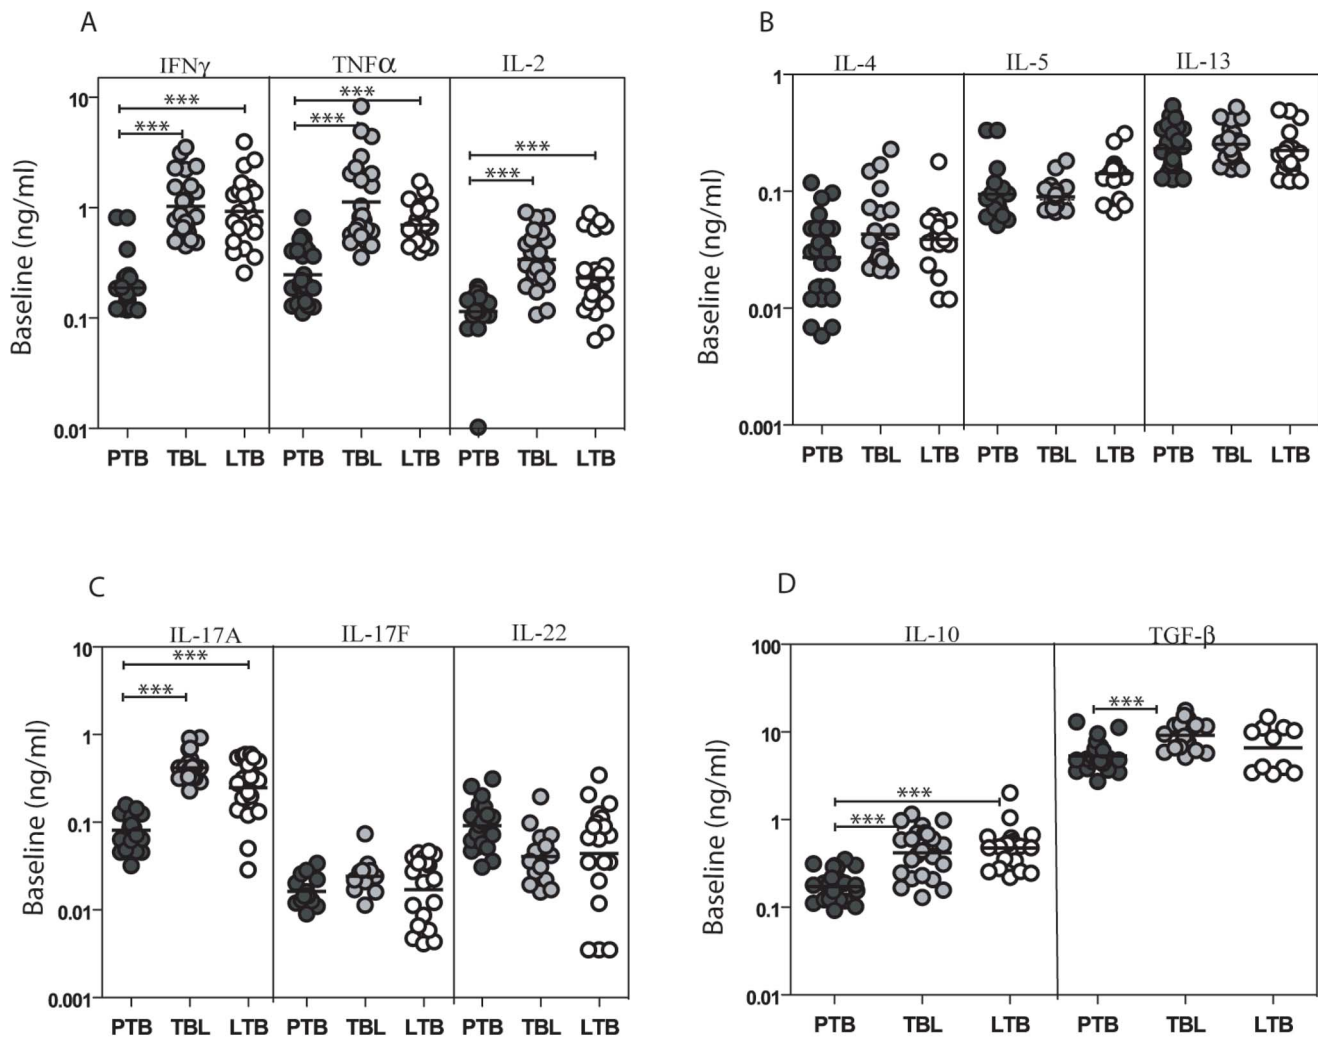 A
IFNγ TNFα IL-2
10
1
0.1
0.01
Baseline (ng/ml)
*** ***
*** ***
***
***
PTB TBL LTB PTB TBL LTB PTB TBL LTB
B
IL-4 IL-5 IL-13
1
0.1
0.01
0.001
Baseline (ng/ml)
PTB TBL LTB PTB TBL LTB PTB TBL LTB
C
IL-17A IL-17F IL-22
10
1
0.1
0.01
0.001
Baseline (ng/ml)
***
***
PTB TBL LTB PTB TBL LTB PTB TBL LTB
D
IL-10 TGF-β
100
10
1
0.1
0.01
Baseline (ng/ml)
***
***
***
PTB TBL LTB PTB TBL LTB